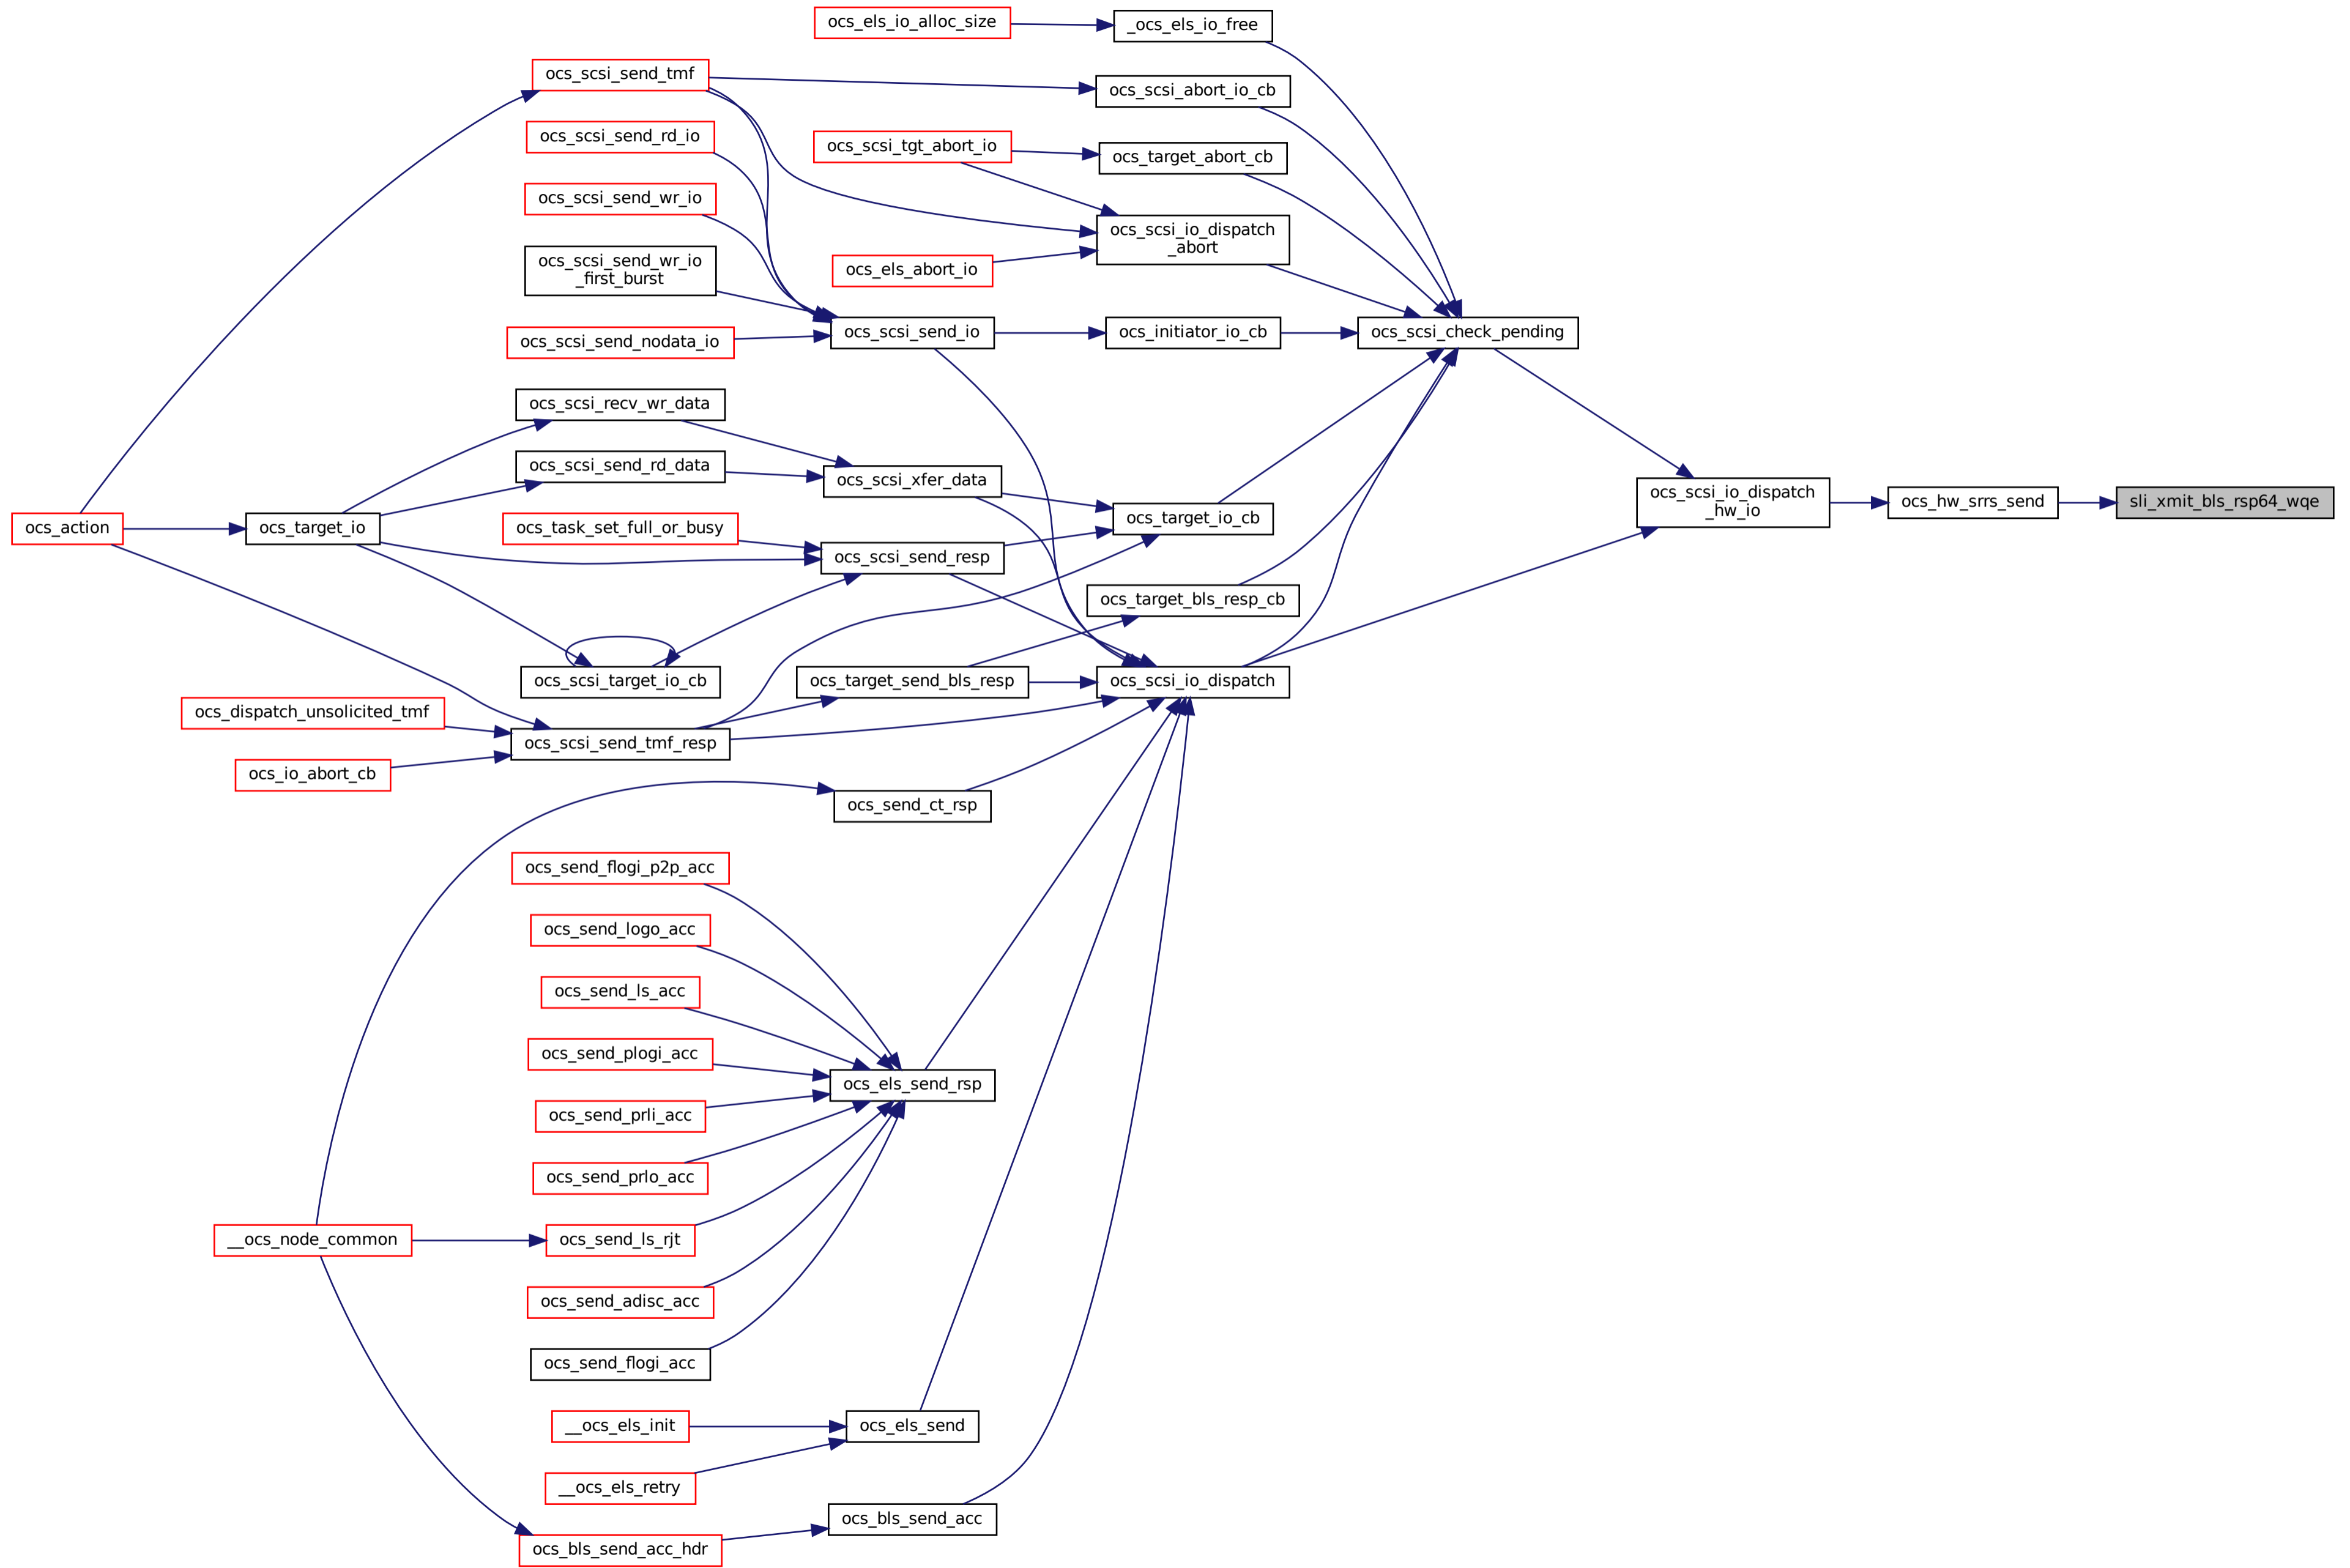 ocs_els_io_alloc_size
_ocs_els_io_free
ocs_scsi_send_tmf
ocs_scsi_abort_io_cb
ocs_scsi_send_rd_io
ocs_scsi_tgt_abort_io
ocs_target_abort_cb
ocs_scsi_send_wr_io
ocs_scsi_io_dispatch
_abort
ocs_scsi_send_wr_io
_first_burst
ocs_els_abort_io
ocs_scsi_send_nodata_io
ocs_scsi_send_io
ocs_initiator_io_cb
ocs_scsi_check_pending
ocs_scsi_recv_wr_data
ocs_scsi_send_rd_data
ocs_scsi_xfer_data
ocs_scsi_io_dispatch
_hw_io
ocs_hw_srrs_send
sli_xmit_bls_rsp64_wqe
ocs_action
ocs_target_io
ocs_task_set_full_or_busy
ocs_target_io_cb
ocs_scsi_send_resp
ocs_target_bls_resp_cb
ocs_scsi_target_io_cb
ocs_target_send_bls_resp
ocs_scsi_io_dispatch
ocs_dispatch_unsolicited_tmf
ocs_scsi_send_tmf_resp
ocs_io_abort_cb
ocs_send_ct_rsp
ocs_send_flogi_p2p_acc
ocs_send_logo_acc
ocs_send_ls_acc
ocs_send_plogi_acc
ocs_els_send_rsp
ocs_send_prli_acc
ocs_send_prlo_acc
__ocs_node_common
ocs_send_ls_rjt
ocs_send_adisc_acc
ocs_send_flogi_acc
__ocs_els_init
ocs_els_send
__ocs_els_retry
ocs_bls_send_acc
ocs_bls_send_acc_hdr